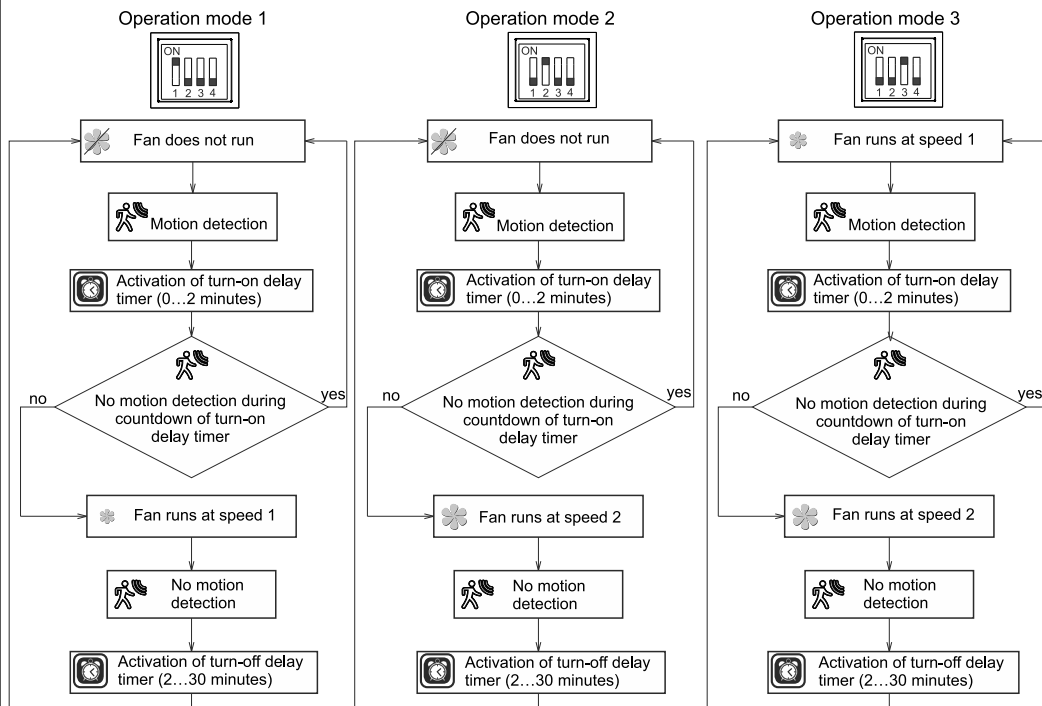 Operation mode 1
ON
1 2 3 4
Fan does not run
Motion detection
Activation of turn-on delay
timer (0...2 minutes)
no
yes
No motion detection during
countdown of turn-on
delay timer
Fan runs at speed 1
No motion
detection
Activation of turn-off delay
timer (2...30 minutes)
Operation mode 2
ON
1 2 3 4
Fan does not run
Motion detection
Activation of turn-on delay
timer (0...2 minutes)
no
yes
No motion detection during
countdown of turn-on
delay timer
Fan runs at speed 2
No motion
detection
Activation of turn-off delay
timer (2...30 minutes)
Operation mode 3
ON
1 2 3 4
Fan runs at speed 1
Motion detection
Activation of turn-on delay
timer (0...2 minutes)
no
yes
No motion detection during
countdown of turn-on
delay timer
Fan runs at speed 2
No motion
detection
Activation of turn-off delay
timer (2...30 minutes)